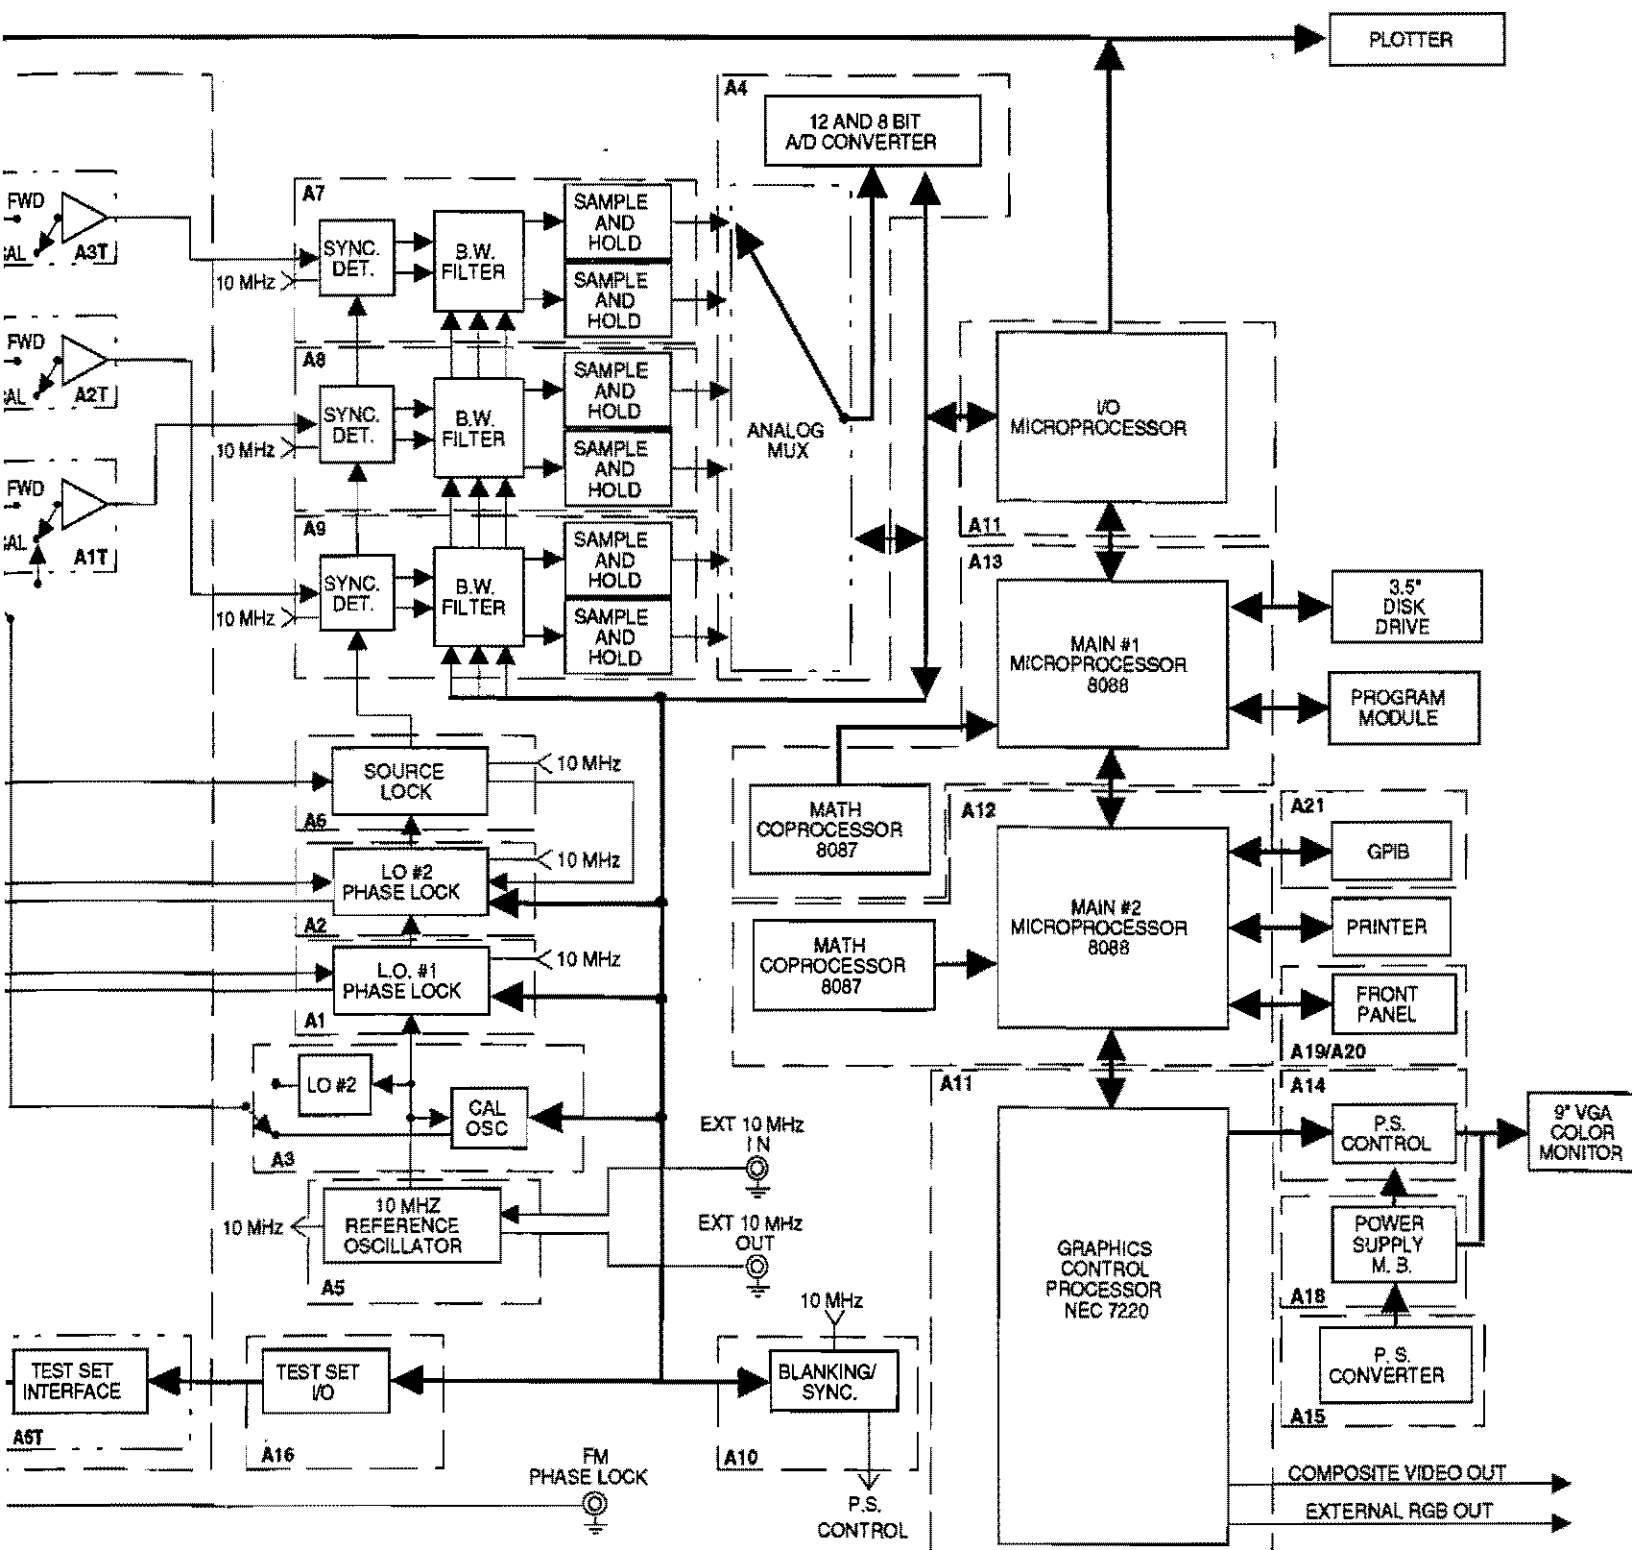 PLOTTER
A4
12 AND 8 BIT
A/D CONVERTER
FWD
A3T
A7
SYNC.
DET.
10 MHz
B.W.
FILTER
SAMPLE
AND
HOLD
SAMPLE
AND
HOLD
FWD
A2T
A8
SYNC.
DET.
10 MHz
B.W.
FILTER
SAMPLE
AND
HOLD
SAMPLE
AND
HOLD
ANALOG
MUX
I/O
MICROPROCESSOR
A11
FWD
A1T
A9
SYNC.
DET.
10 MHz
B.W.
FILTER
SAMPLE
AND
HOLD
SAMPLE
AND
HOLD
A13
MAIN #1
MICROPROCESSOR
8088
3.5"
DISK
DRIVE
PROGRAM
MODULE
SOURCE
LOCK
10 MHz
A6
LO #2
PHASE LOCK
10 MHz
A2
L.O. #1
PHASE LOCK
10 MHz
A1
MATH
COPROCESSOR
8087
A12
MATH
COPROCESSOR
8087
MAIN #2
MICROPROCESSOR
8088
A21
GPIB
PRINTER
FRONT
PANEL
A19/A20
A3
LO #2
CAL
OSC
EXT 10 MHz
IN
10 MHz
10 MHZ
REFERENCE
OSCILLATOR
A5
EXT 10 MHz
OUT
A11
GRAPHICS
CONTROL
PROCESSOR
NEC 7220
A14
P.S.
CONTROL
9" VGA
COLOR
MONITOR
POWER
SUPPLY
M. B.
A18
P. S.
CONVERTER
A15
TEST SET
INTERFACE
A6T
TEST SET
I/O
A16
10 MHz
BLANKING/
SYNC.
A10
P.S.
CONTROL
FM
PHASE LOCK
COMPOSITE VIDEO OUT
EXTERNAL RGB OUT